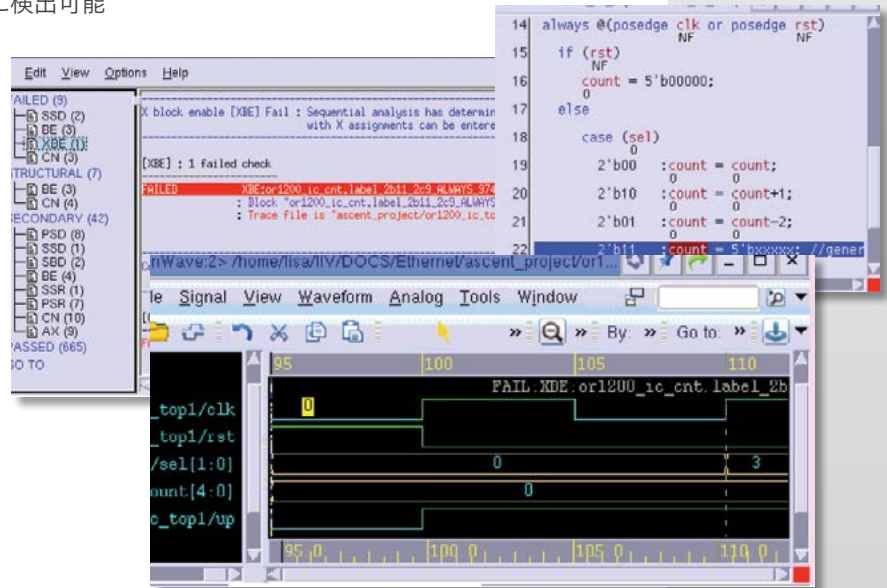 に検出可能
Edit View Options Help
FAILED (9)
SSD (2)
BE (3)
XBE (1)
CN (3)
STRUCTURAL (7)
BE (3)
CN (4)
SECONDARY (42)
PSD (8)
SSD (1)
SBD (2)
BE (4)
SSR (1)
PSR (7)
CN (10)
AX (9)
PASSED (665)
GO TO
X block enable [XBE] Fail : Sequential analysis has determin
with X assignments can be entere
[XBE] : 1 failed check
FAILED XBE:or1200_ic_cnt.label_2b11_2c9_ALWAYS_974
: Block "or1200_ic_cnt.label_2b11_2c9_ALWAYS
: Trace File is "ascent_project/or1200_ic_to
14 always @(posedge clk or posedge rst)
NF NF
15 if (rst)
NF
16 count = 5'b00000;
0
17 else
18 case (sel)
0
19 2'b00 :count = count;
0 0
20 2'b10 :count = count+1;
0 0
21 2'b01 :count = count-2;
0 0
22 2'b11 :count = 5'bxxxxx; //gener
nWave:2> /home/lisa/IIV/DOCS/Ethernet/ascent_project/or1...
le Signal View Waveform Analog Tools Window
» » By: » Go to: »
95 100 105 110
FAIL:XBE:or1200_ic_cnt.label_2b
_top1/clk 0
_top1/rst
/sel[1:0] 0 3
ount[4:0] 0
c_top1/up
95.0 100.0 105.0 110.0